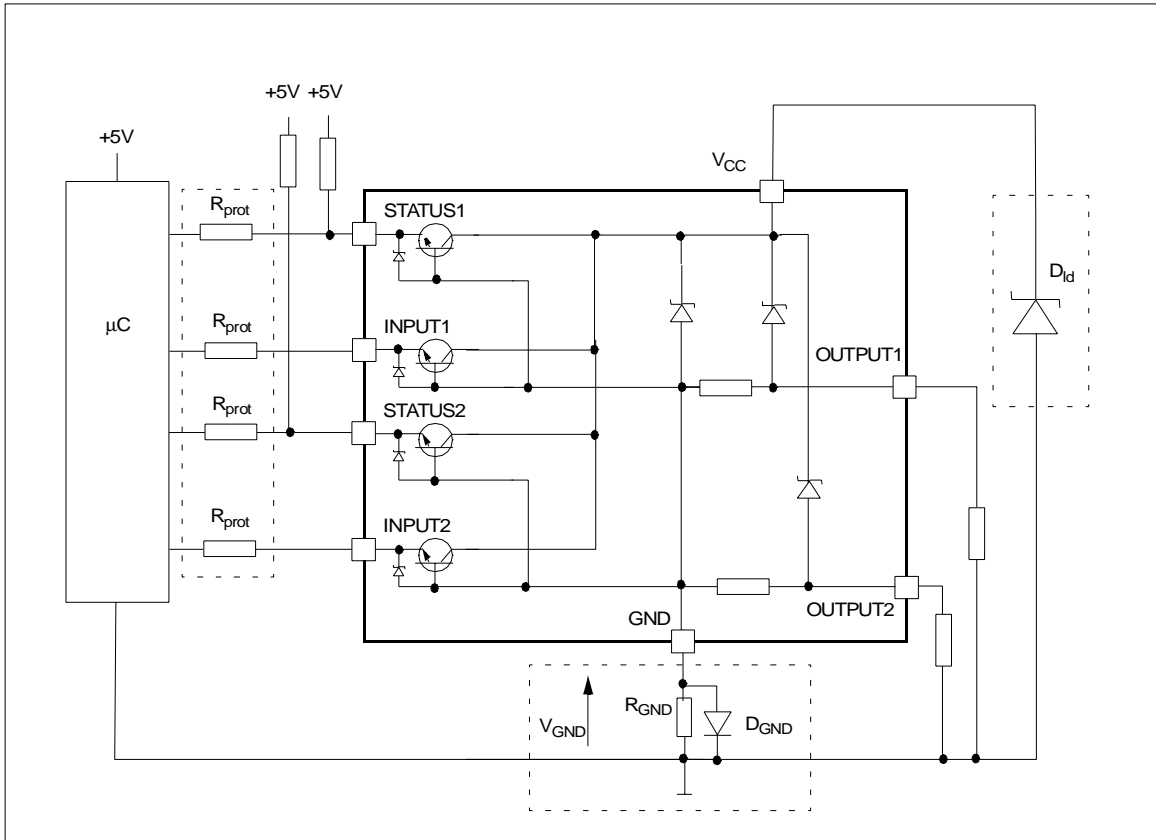 +5V +5V
+5V
V_CC
R_prot
STATUS1
D_ld
μC
R_prot
INPUT1
OUTPUT1
R_prot
STATUS2
R_prot
INPUT2
OUTPUT2
GND
R_GND
V_GND
D_GND